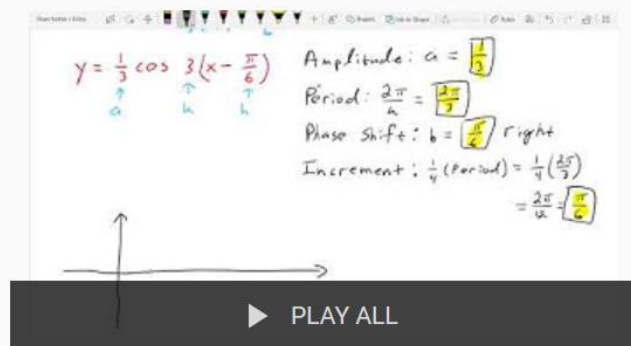 y = 1/3 cos 3(x - π/6)
a k h
Amplitude: a = 1/3
Period: 2π/k = 2π/3
Phase Shift: h = π/6 right
Increment: 1/4 (Period) = 1/4 (2π/3)
= 2π/12 = π/6
PLAY ALL